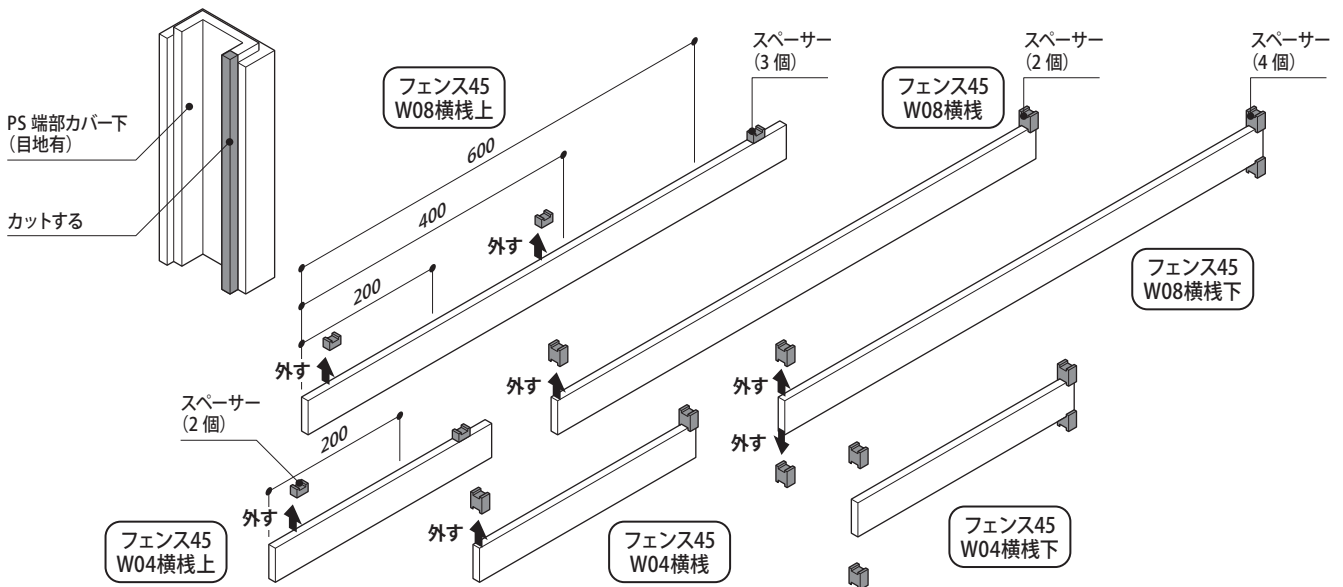 PS 端部カバー下
（目地有）
カットする
フェンス45
W08横桟上
600
400
200
外す
外す
スペーサー
（3 個）
フェンス45
W08横桟
スペーサー
（2 個）
外す
スペーサー
（4 個）
フェンス45
W08横桟下
外す
外す
スペーサー
（2 個）
200
外す
フェンス45
W04横桟上
外す
フェンス45
W04横桟
フェンス45
W04横桟下